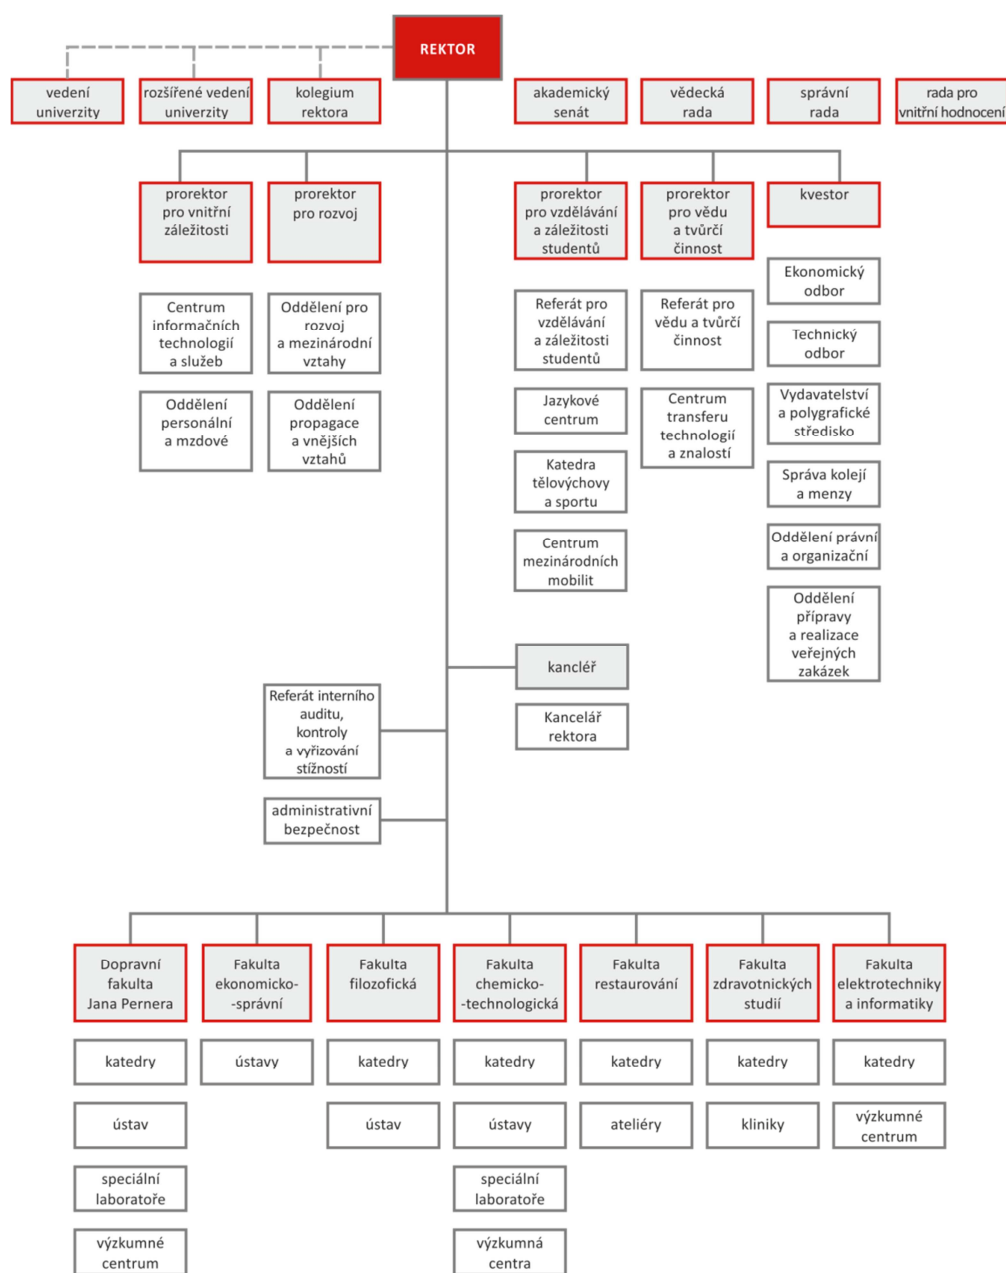 REKTOR
vedení
univerzity
rozšířené vedení
univerzity
kolegium
rektora
akademický
senát
vědecká
rada
správní
rada
rada pro
vnitřní hodnocení
prorektor
pro vnitřní
záležitosti
prorektor
pro rozvoj
prorektor
pro vzdělávání
a záležitosti
studentů
prorektor
pro vědu
a tvůrčí
činnost
kvestor
Centrum
informačních
technologií
a služeb
Oddělení
personální
a mzdové
Oddělení pro
rozvoj
a mezinárodní
vztahy
Oddělení
propagace
a vnějších
vztahů
Referát pro
vzdělávání
a záležitosti
studentů
Jazykové
centrum
Katedra
tělovýchovy
a sportu
Centrum
mezinárodních
mobilit
Referát pro
vědu a tvůrčí
činnost
Centrum
transferu
technologií
a znalostí
Ekonomický
odbor
Technický
odbor
Vydavatelství
a polygrafické
středisko
Správa kolejí
a menzy
Oddělení právní
a organizační
Oddělení
přípravy
a realizace
veřejných
zakázek
kancléř
Kancelář
rektora
Referát interního
auditu,
kontroly
a vyřizování
stížností
administrativní
bezpečnost
Dopravní
fakulta
Jana Pernera
katedry
ústav
speciální
laboratoře
výzkumné
centrum
Fakulta
ekonomicko-
-správní
ústavy
Fakulta
filozofická
katedry
ústav
Fakulta
chemicko-
-technologická
katedry
ústavy
speciální
laboratoře
výzkumná
centra
Fakulta
restaurování
katedry
ateliéry
Fakulta
zdravotnických
studií
katedry
kliniky
Fakulta
elektrotechniky
a informatiky
katedry
výzkumné
centrum